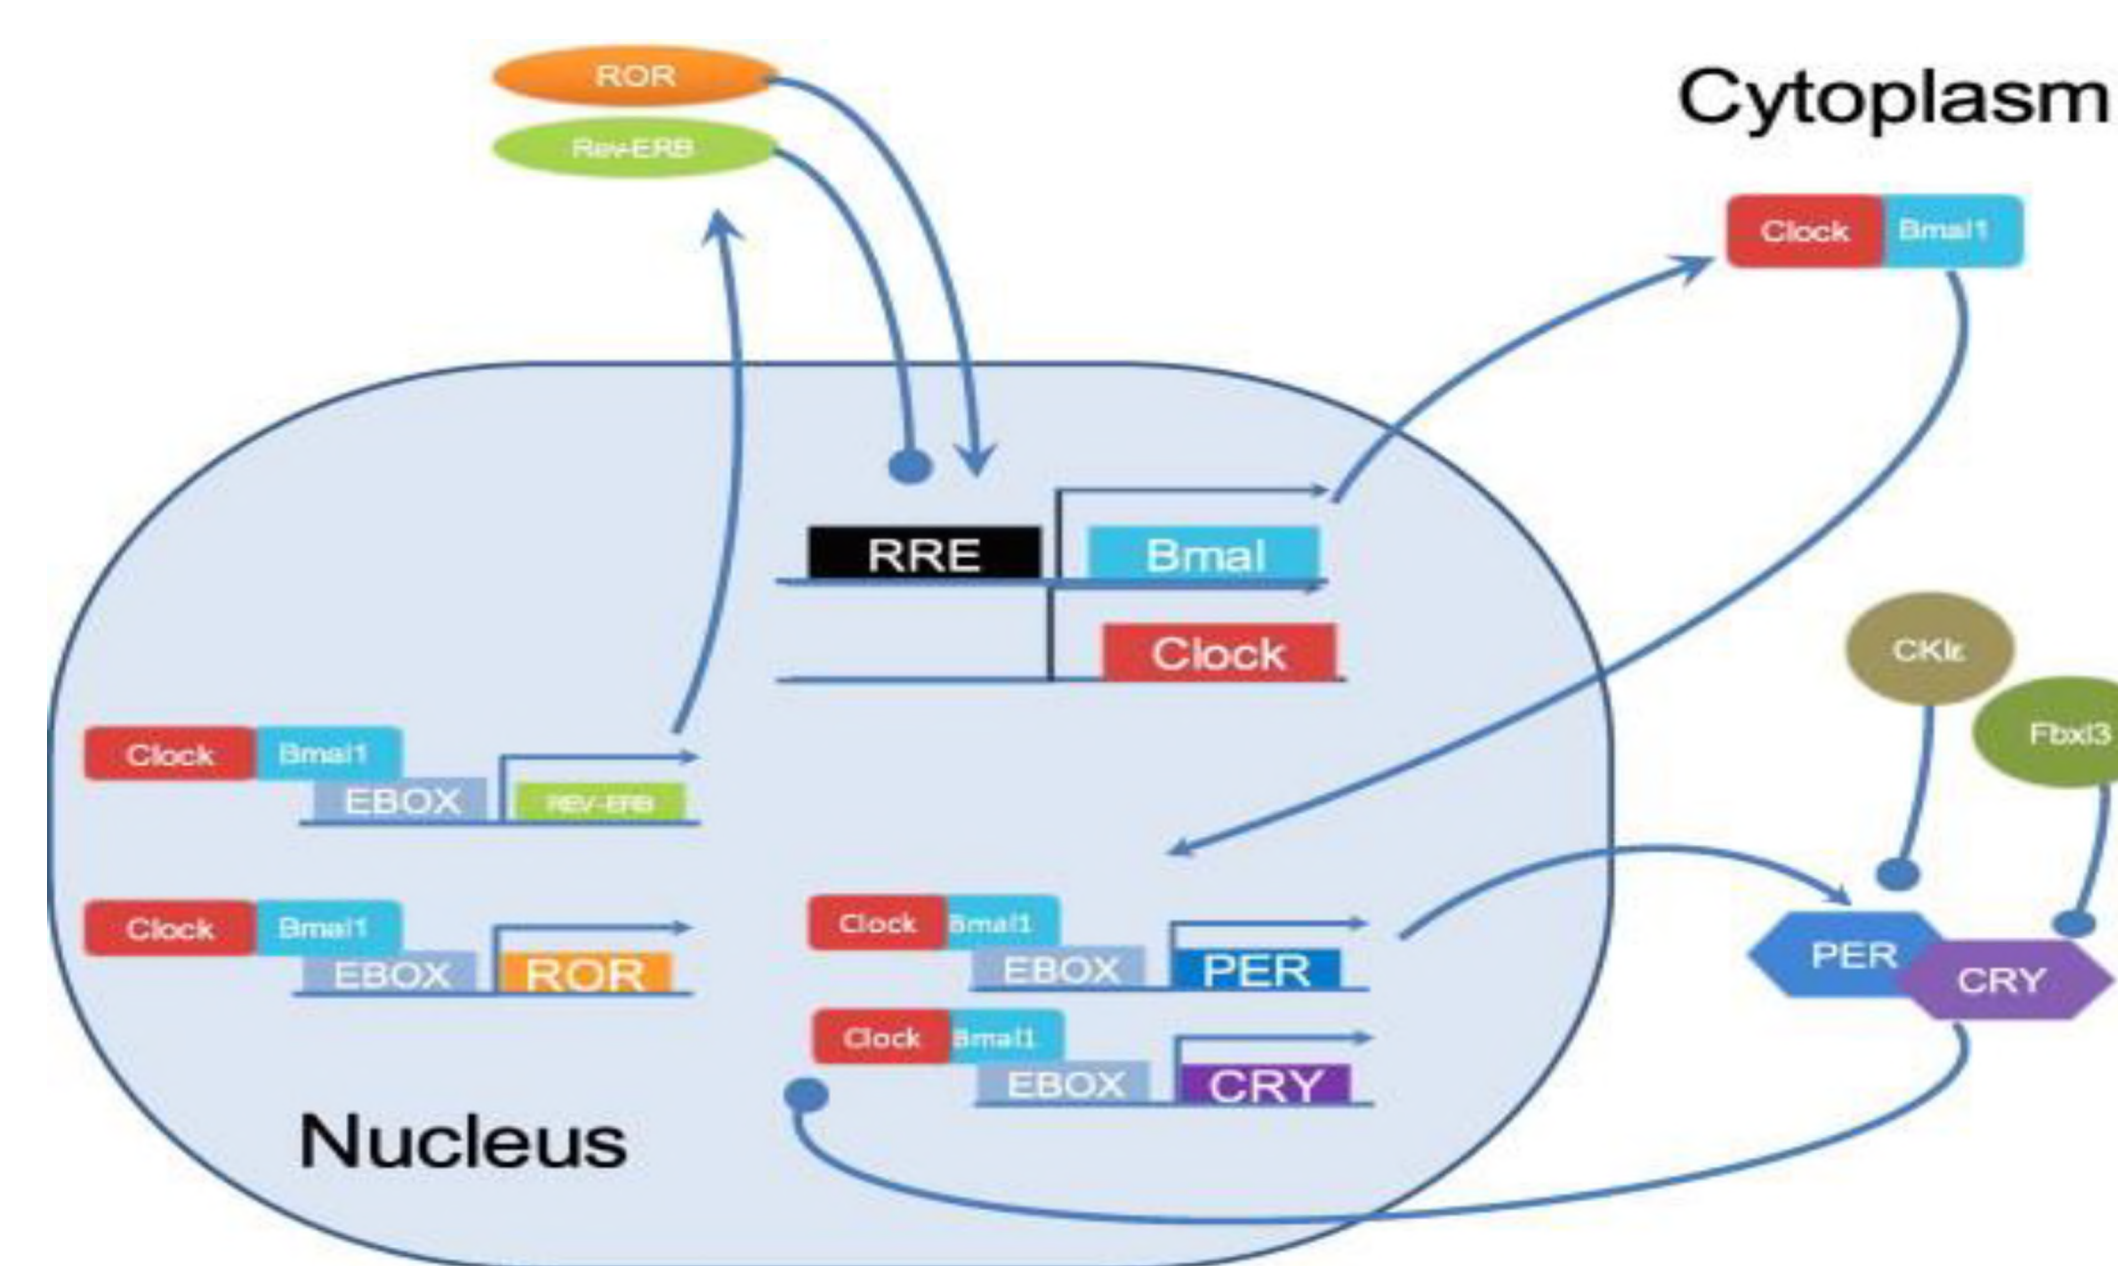 ROR
Rev-ERB
Cytoplasm
Clock Bmal1
RRE Bmal
Clock
CKIε
Fbxl3
Clock Bmal1
EBOX REV-ERB
Clock Bmal1
EBOX ROR
Clock Bmal1
EBOX PER
PER
CRY
Clock Bmal1
EBOX CRY
Nucleus